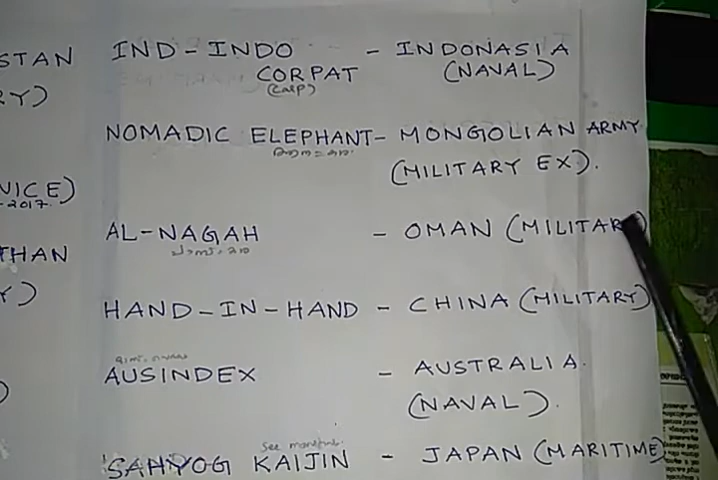 STAN
IND - INDO - INDONASIA
CORPAT (NAVAL)
RY)
NOMADIC ELEPHANT - MONGOLIAN ARMY
(MILITARY EX).
VICE)
-2017.
AL-NAGAH - OMAN (MILITARY)
THAN
Y)
HAND-IN-HAND - CHINA (MILITARY)
AUSINDEX - AUSTRALIA.
(NAVAL).
SAHYOG KAIJIN - JAPAN (MARITIME)